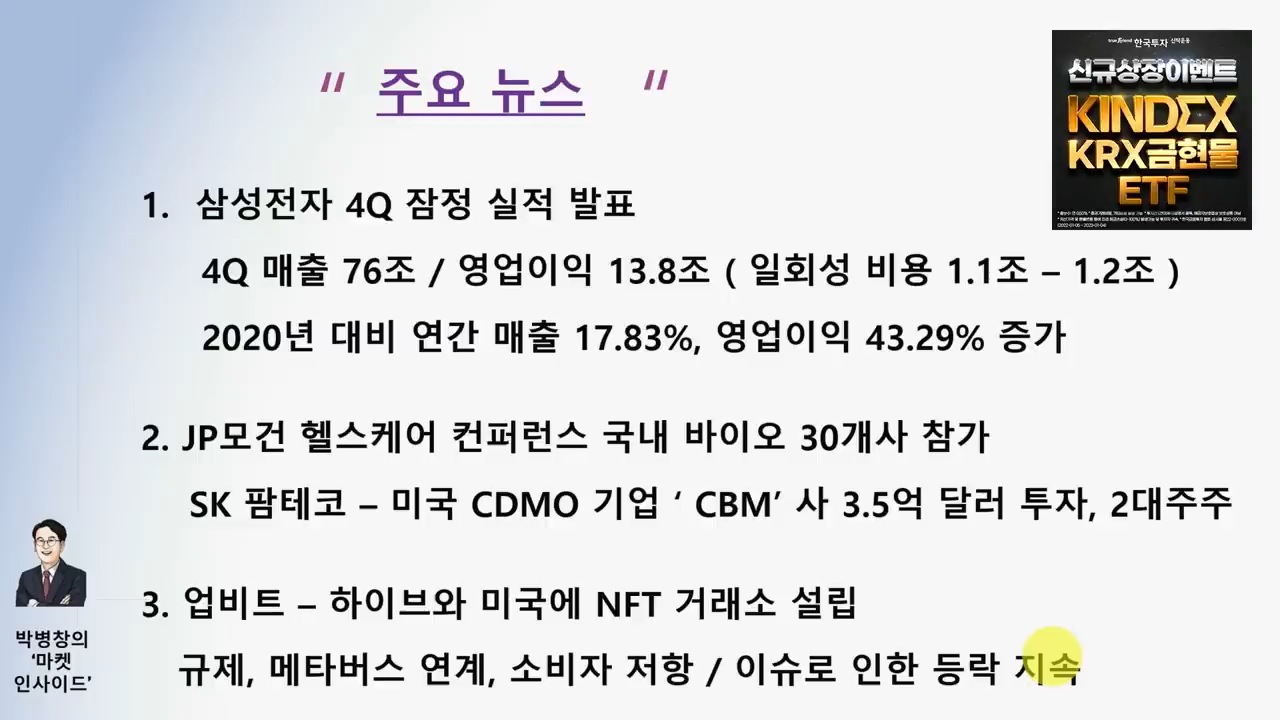 " 주요 뉴스 "
1. 삼성전자 4Q 잠정 실적 발표
4Q 매출 76조 / 영업이익 13.8조 ( 일회성 비용 1.1조 – 1.2조 )
2020년 대비 연간 매출 17.83%, 영업이익 43.29% 증가
2. JP모건 헬스케어 컨퍼런스 국내 바이오 30개사 참가
SK 팜테코 – 미국 CDMO 기업 ‘ CBM’ 사 3.5억 달러 투자, 2대주주
3. 업비트 – 하이브와 미국에 NFT 거래소 설립
규제, 메타버스 연계, 소비자 저항 / 이슈로 인한 등락 지속
true Friend 한국투자 신탁운용
신규상장이벤트
KINDEX
KRX금현물
ETF
박병창의
‘마켓
인사이드’